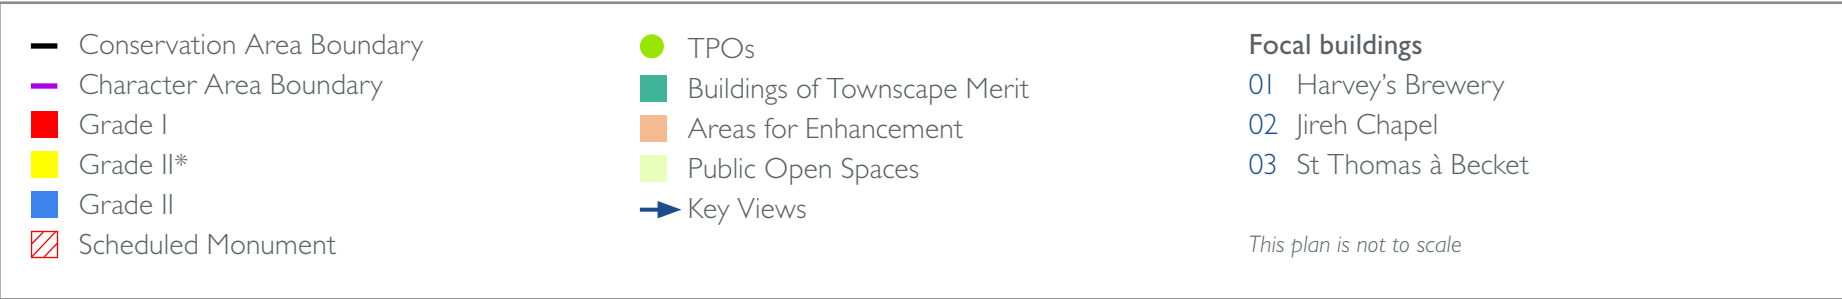 Conservation Area Boundary
Character Area Boundary
Grade I
Grade II*
Grade II
Scheduled Monument
TPOs
Buildings of Townscape Merit
Areas for Enhancement
Public Open Spaces
Key Views
Focal buildings
01 Harvey's Brewery
02 Jireh Chapel
03 St Thomas à Becket
This plan is not to scale